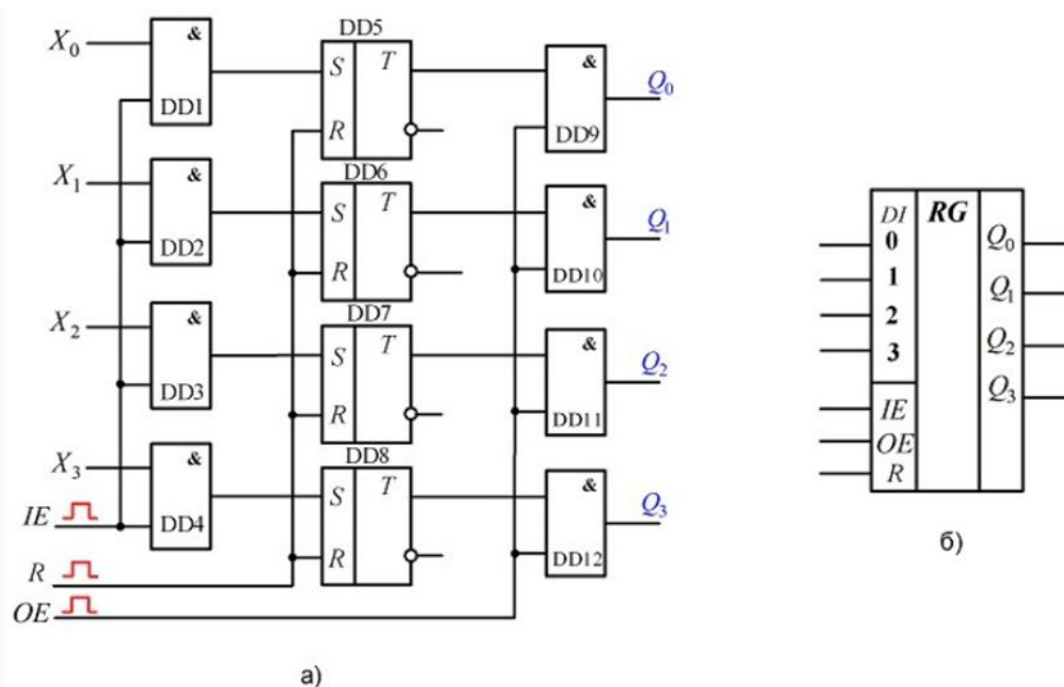 X₀
&
DD1
DD5
S T
R
&
DD9
Q₀
X₁
&
DD2
DD6
S T
R
&
DD10
Q₁
X₂
&
DD3
DD7
S T
R
&
DD11
Q₂
X₃
&
DD4
DD8
S T
R
&
DD12
Q₃
IE
R
OE
а)
DI RG
0 Q₀
1 Q₁
2 Q₂
3 Q₃
IE
OE
R
б)